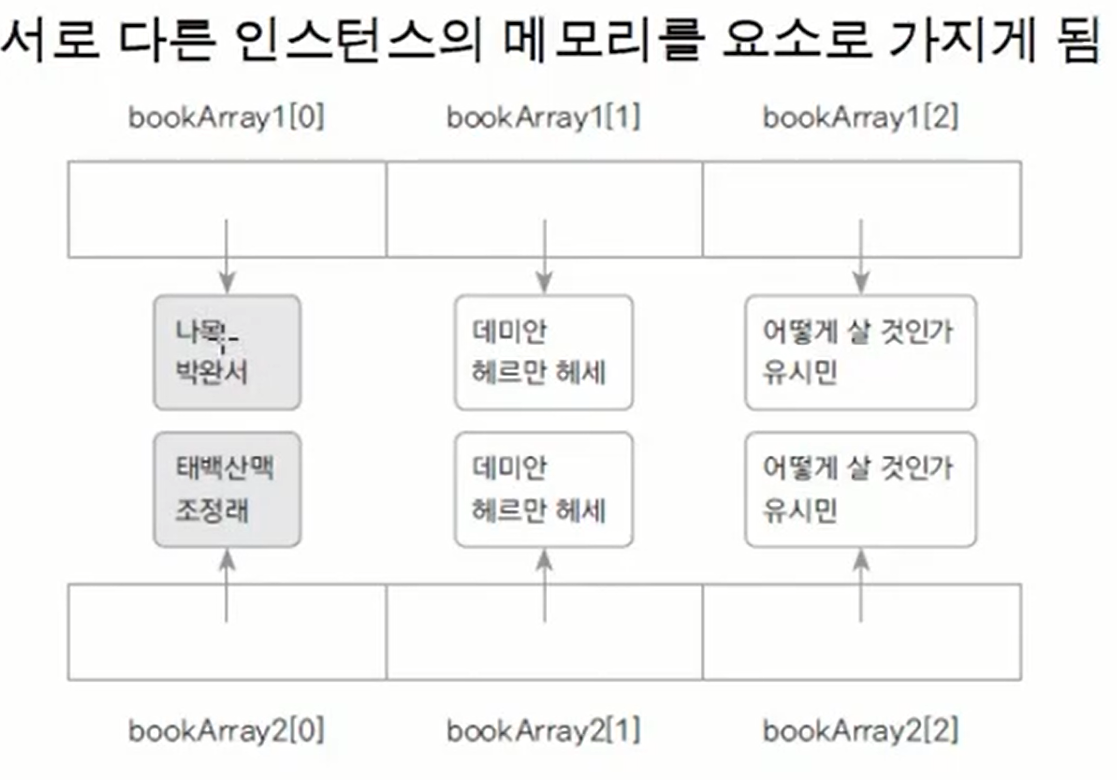 서로 다른 인스턴스의 메모리를 요소로 가지게 됨
bookArray1[0] bookArray1[1] bookArray1[2]
나목
박완서
데미안
헤르만 헤세
어떻게 살 것인가
유시민
태백산맥
조정래
데미안
헤르만 헤세
어떻게 살 것인가
유시민
bookArray2[0] bookArray2[1] bookArray2[2]